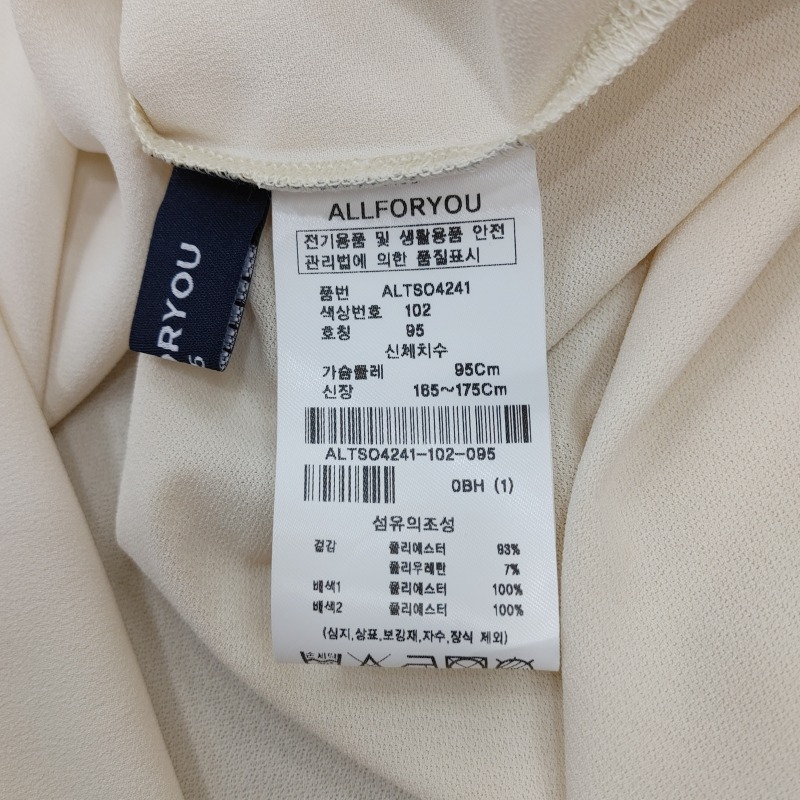 ALLFORYOU
전기용품 및 생활용품 안전
관리법에 의한 품질표시
품번 ALTSO4241
색상번호 102
호칭 95
신체치수
가슴둘레 95Cm
신장 165~175Cm
ALTSO4241-102-095
OBH (1)
섬유의조성
겉감 폴리에스터 93%
폴리우레탄 7%
배색1 폴리에스터 100%
배색2 폴리에스터 100%
(심지,상표,보강재,자수,장식 제외)
ORYOU